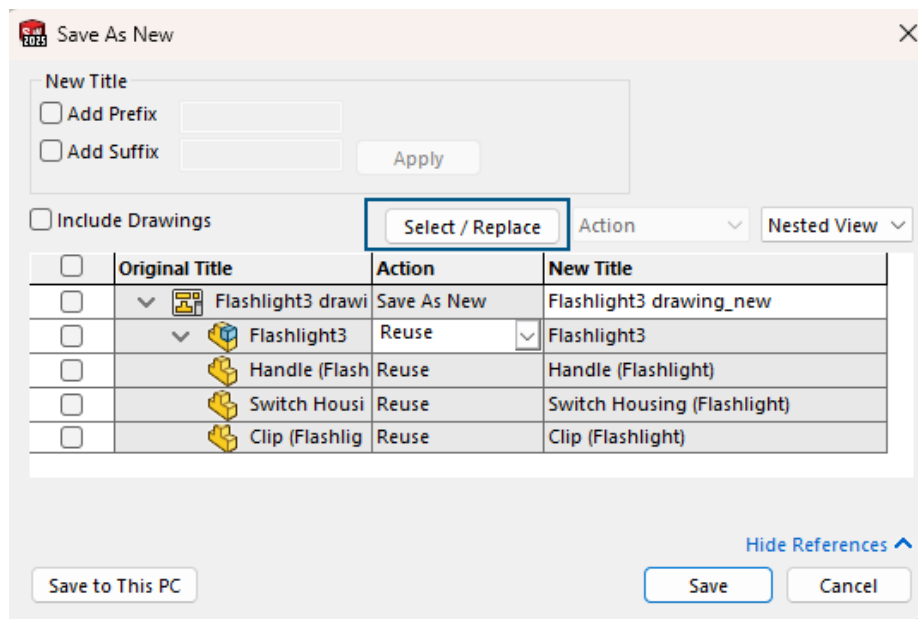 Save As New
New Title
Add Prefix
Add Suffix
Apply
Include Drawings Select / Replace Action Nested View
Original Title Action New Title
Flashlight3 drawi Save As New Flashlight3 drawing_new
Flashlight3 Reuse Flashlight3
Handle (Flash Reuse Handle (Flashlight)
Switch Housi Reuse Switch Housing (Flashlight)
Clip (Flashlig Reuse Clip (Flashlight)
Hide References
Save to This PC Save Cancel